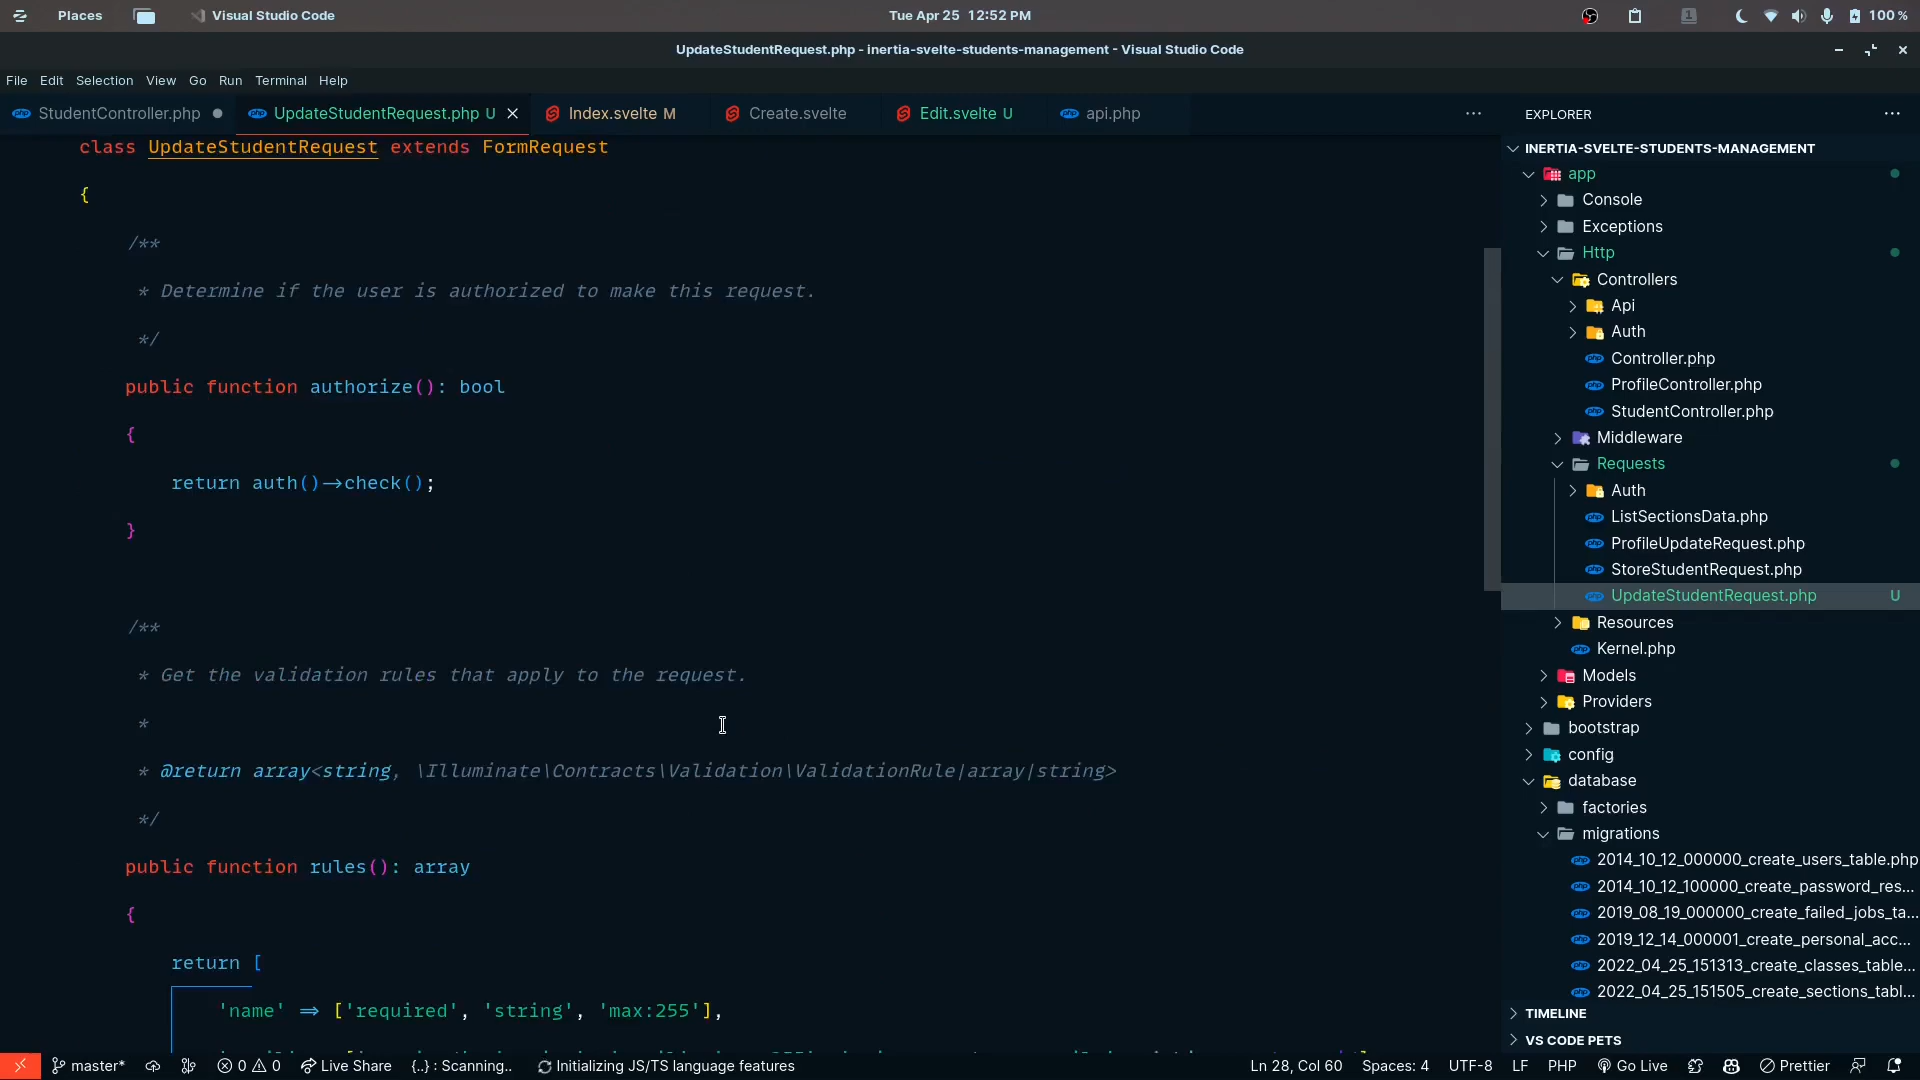 Places
Visual Studio Code
Tue Apr 25 12:52 PM
1
100 %
UpdateStudentRequest.php - inertia-svelte-students-management - Visual Studio Code
File Edit Selection View Go Run Terminal Help
StudentController.php
UpdateStudentRequest.php U
Index.svelte M
Create.svelte
Edit.svelte U
api.php
class UpdateStudentRequest extends FormRequest
{
/**
* Determine if the user is authorized to make this request.
*/
public function authorize(): bool
{
return auth()->check();
}
/**
* Get the validation rules that apply to the request.
*
* @return array<string, \Illuminate\Contracts\Validation\ValidationRule|array|string>
*/
public function rules(): array
{
return [
'name' => ['required', 'string', 'max:255'],
EXPLORER
INERTIA-SVELTE-STUDENTS-MANAGEMENT
app
Console
Exceptions
Http
Controllers
Api
Auth
Controller.php
ProfileController.php
StudentController.php
Middleware
Requests
Auth
ListSectionsData.php
ProfileUpdateRequest.php
StoreStudentRequest.php
UpdateStudentRequest.php U
Resources
Kernel.php
Models
Providers
bootstrap
config
database
factories
migrations
2014_10_12_000000_create_users_table.php
2014_10_12_100000_create_password_res...
2019_08_19_000000_create_failed_jobs_ta...
2019_12_14_000001_create_personal_acc...
2022_04_25_151313_create_classes_table...
2022_04_25_151505_create_sections_tabl...
TIMELINE
VS CODE PETS
master* 0 0 Live Share {..} : Scanning.. Initializing JS/TS language features Ln 28, Col 60 Spaces: 4 UTF-8 LF PHP Go Live Prettier